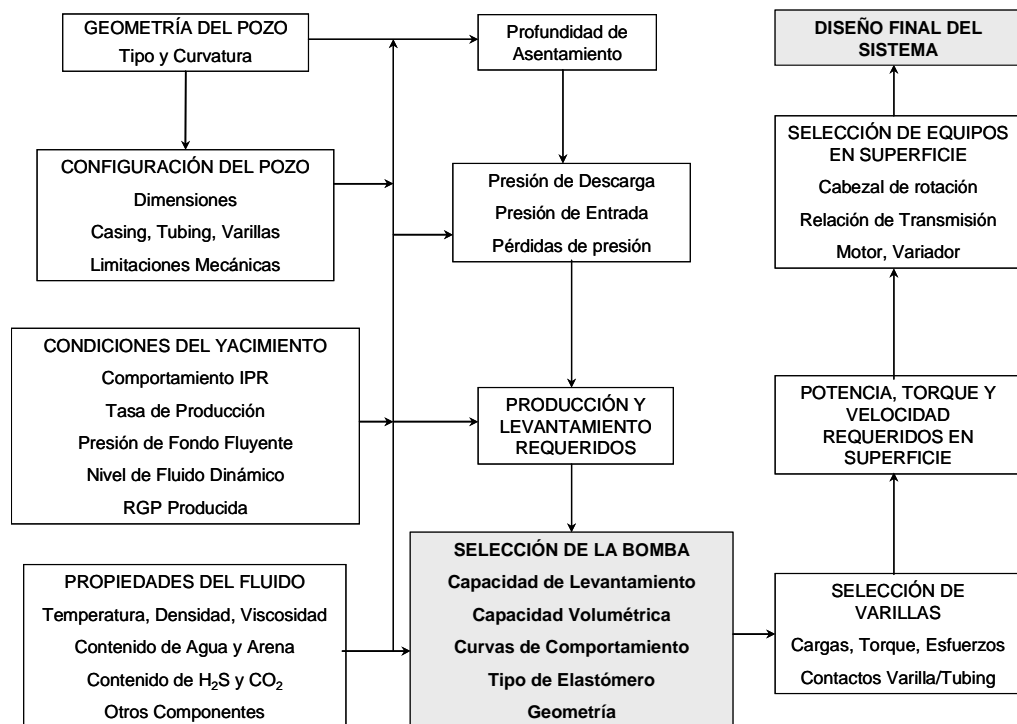 GEOMETRÍA DEL POZO
Tipo y Curvatura
CONFIGURACIÓN DEL POZO
Dimensiones
Casing, Tubing, Varillas
Limitaciones Mecánicas
CONDICIONES DEL YACIMIENTO
Comportamiento IPR
Tasa de Producción
Presión de Fondo Fluyente
Nivel de Fluido Dinámico
RGP Producida
PROPIEDADES DEL FLUIDO
Temperatura, Densidad, Viscosidad
Contenido de Agua y Arena
Contenido de H₂S y CO₂
Otros Componentes
Profundidad de
Asentamiento
Presión de Descarga
Presión de Entrada
Pérdidas de presión
PRODUCCIÓN Y
LEVANTAMIENTO
REQUERIDOS
SELECCIÓN DE LA BOMBA
Capacidad de Levantamiento
Capacidad Volumétrica
Curvas de Comportamiento
Tipo de Elastómero
Geometría
DISEÑO FINAL DEL
SISTEMA
SELECCIÓN DE EQUIPOS
EN SUPERFICIE
Cabezal de rotación
Relación de Transmisión
Motor, Variador
POTENCIA, TORQUE Y
VELOCIDAD
REQUERIDOS EN
SUPERFICIE
SELECCIÓN DE
VARILLAS
Cargas, Torque, Esfuerzos
Contactos Varilla/Tubing